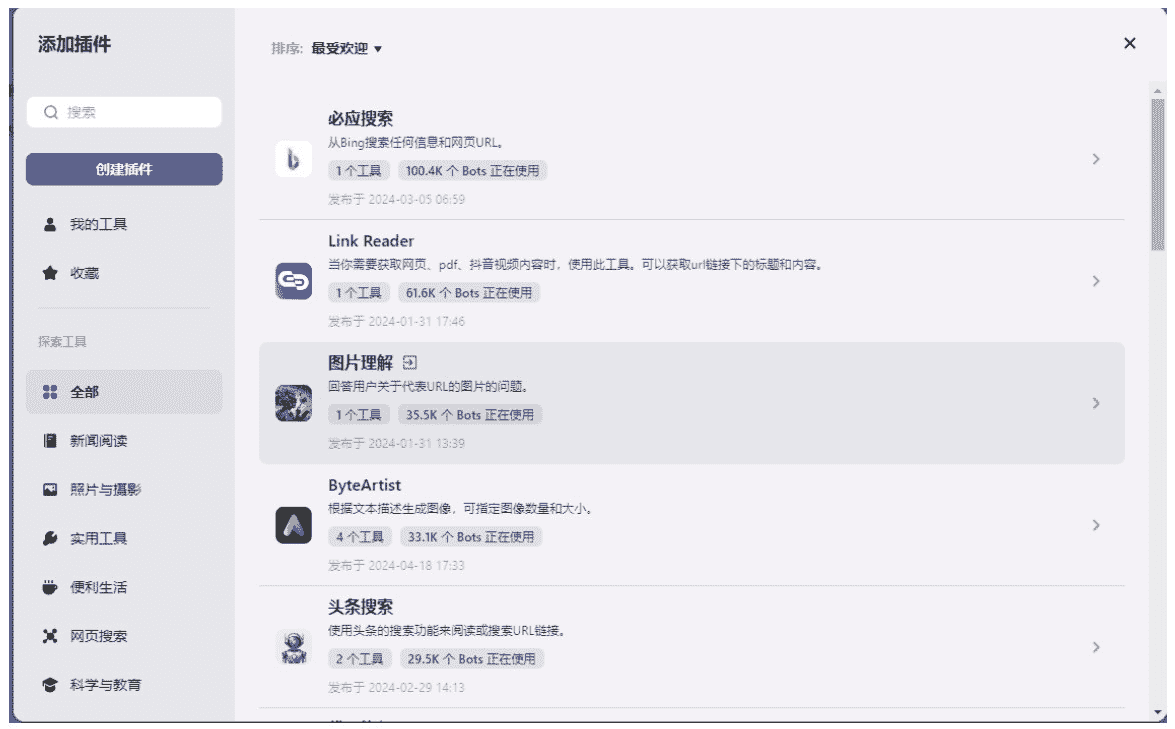 添加插件
搜索
创建插件
我的工具
收藏
探索工具
全部
新闻阅读
照片与摄影
实用工具
便利生活
网页搜索
科学与教育
排序: 最受欢迎
必应搜索
从Bing搜索任何信息和网页URL。
1 个工具 100.4K 个 Bots 正在使用
发布于 2024-03-05 06:59
Link Reader
当你需要获取网页、pdf、抖音视频内容时，使用此工具。可以获取url链接下的标题和内容。
1 个工具 61.6K 个 Bots 正在使用
发布于 2024-01-31 17:46
图片理解
回答用户关于代表URL的图片的问题。
1 个工具 35.5K 个 Bots 正在使用
发布于 2024-01-31 13:39
ByteArtist
根据文本描述生成图像，可指定图像数量和大小。
4 个工具 33.1K 个 Bots 正在使用
发布于 2024-04-18 17:33
头条搜索
使用头条的搜索功能来阅读或搜索URL链接。
2 个工具 29.5K 个 Bots 正在使用
发布于 2024-02-29 14:13